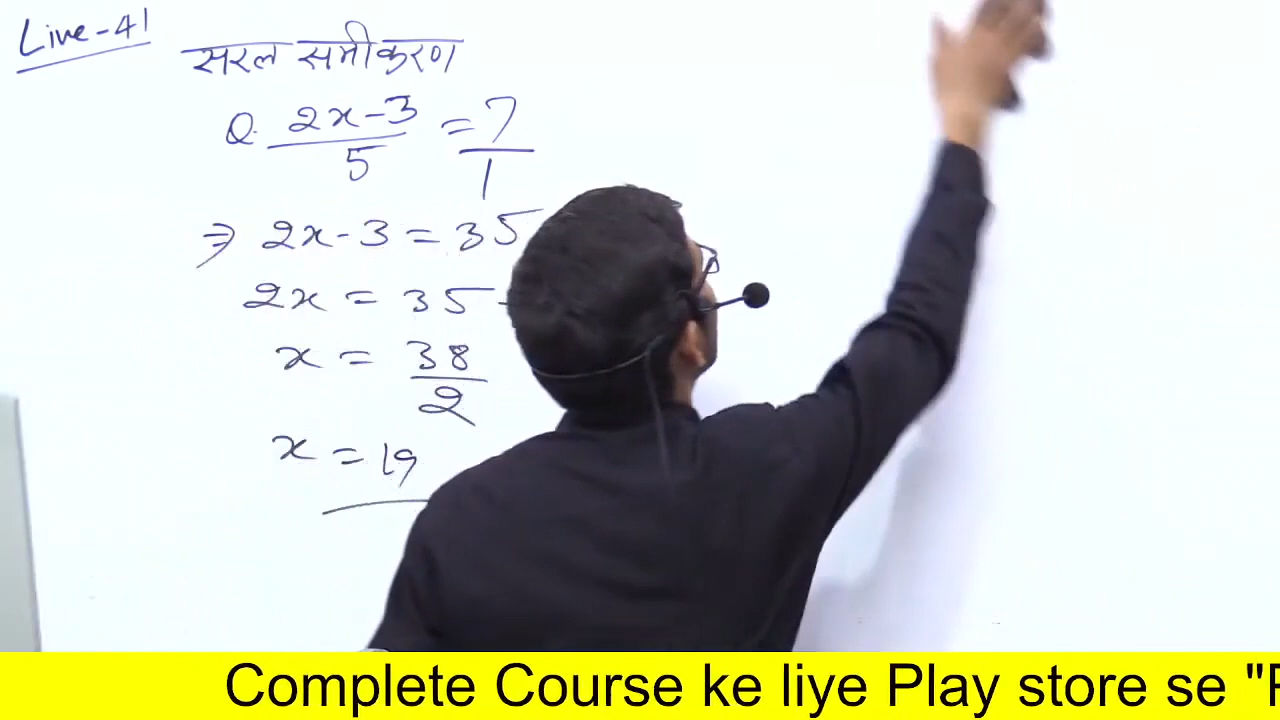 Live-41
सरल समीकरण
Q. 2x-3/5 = 7/1
⇒ 2x-3 = 35
2x = 35
x = 38/2
x = 19
Complete Course ke liye Play store se "